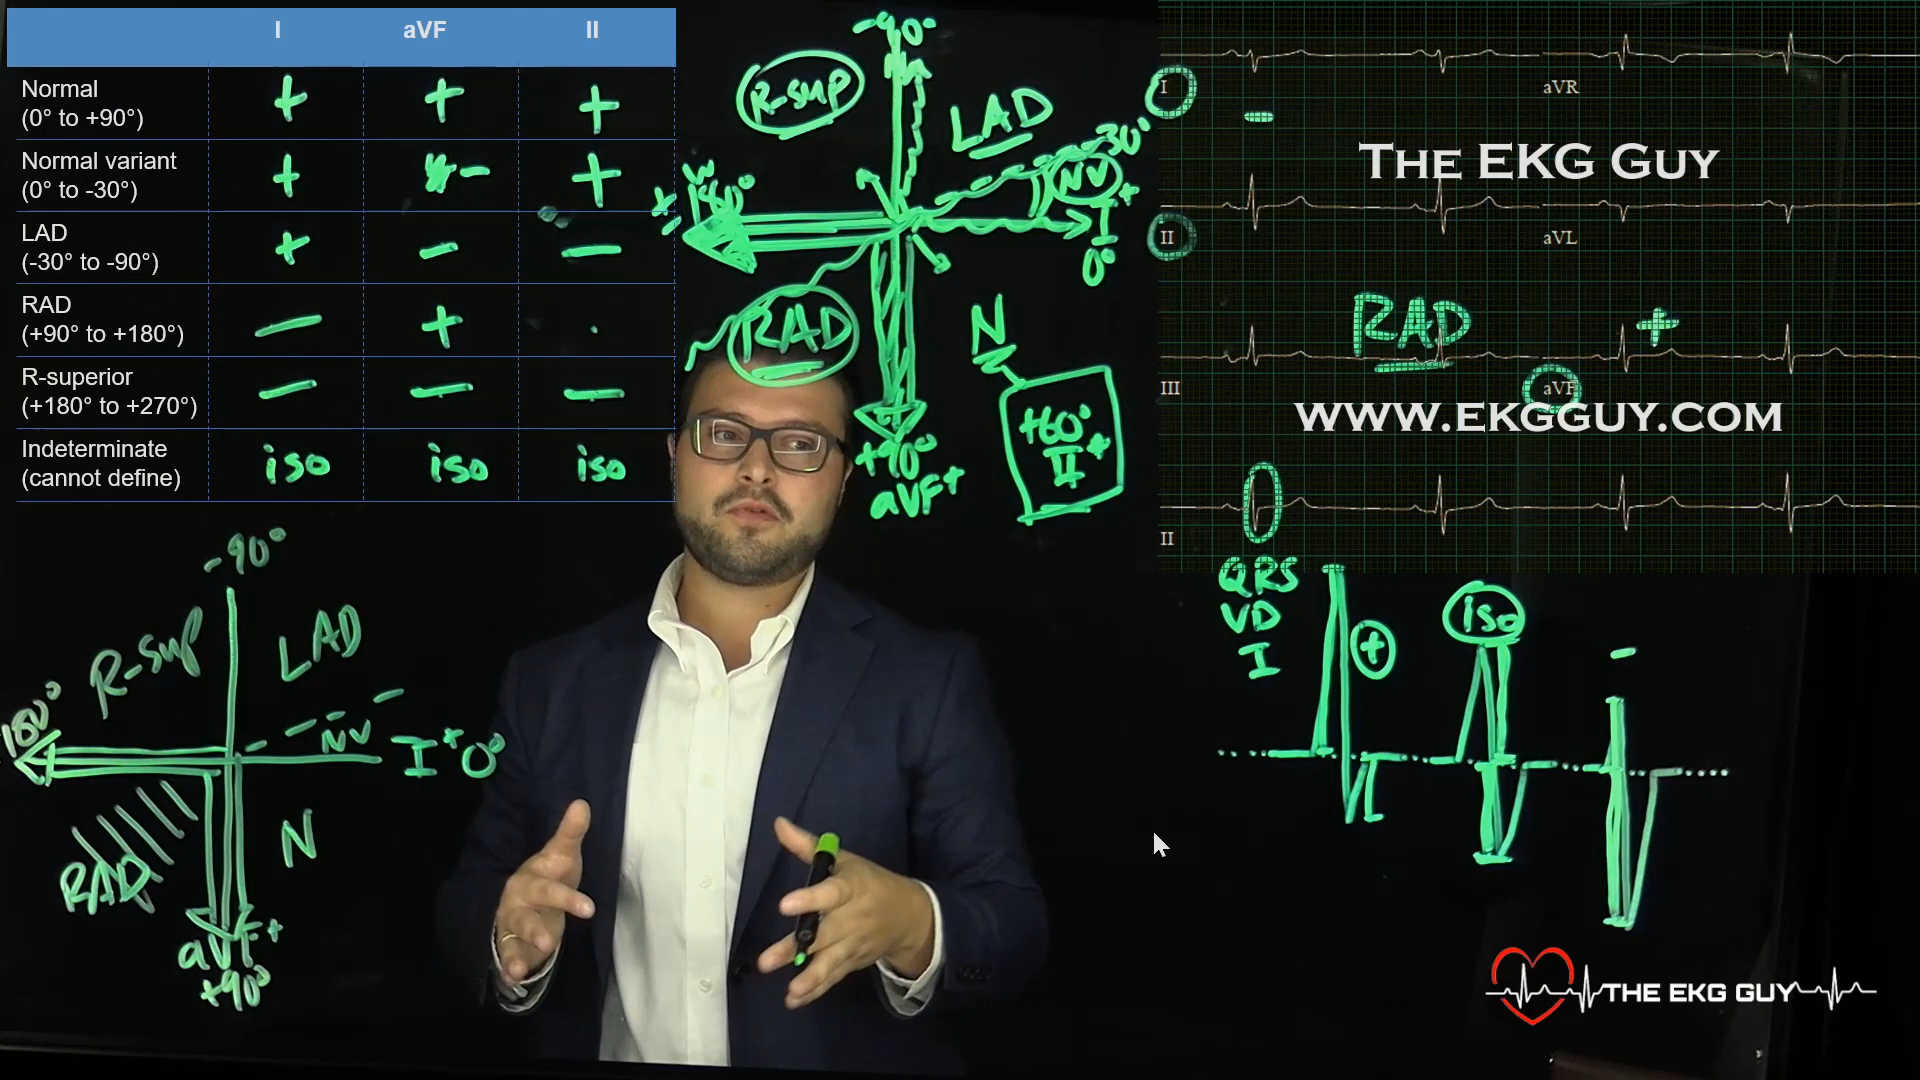 I aVF II
Normal
(0° to +90°) + + +
Normal variant
(0° to -30°) + - +
LAD
(-30° to -90°) + - -
RAD
(+90° to +180°) - + .
R-superior
(+180° to +270°) - - -
Indeterminate
(cannot define) iso iso iso
-90°
R-sup
LAD
-30°
NV
± 180°
I+
0°
RAD
N
+60°
II+
+90°
aVF+
I
aVR
-
THE EKG GUY
II
aVL
RAD
+
III
aVF
WWW.EKGGUY.COM
II
QRS
VD
I
+
iso
-
-90°
R-sup
LAD
180°
NV
I+ 0°
RAD
N
aVF+
+90°
THE EKG GUY